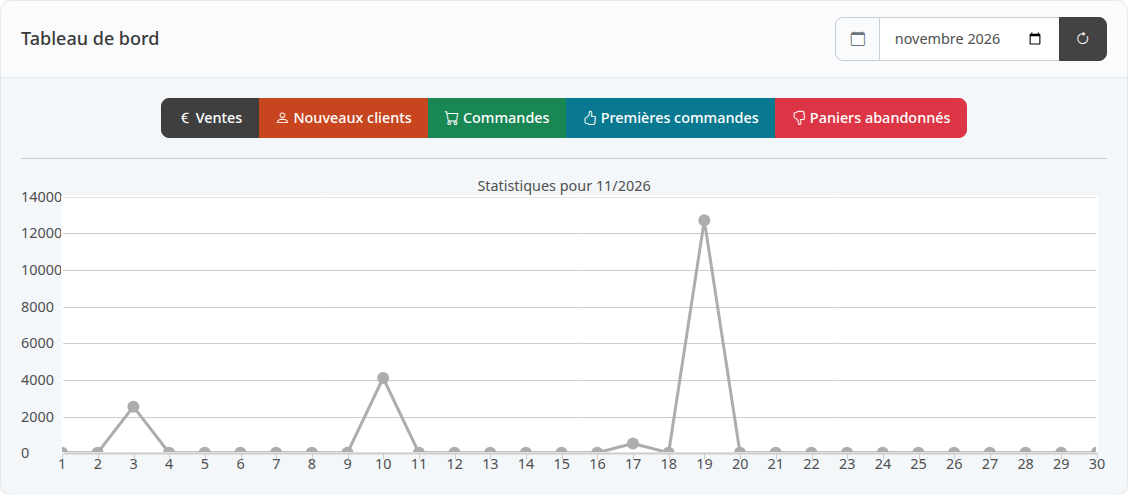 Tableau de bord
novembre 2026
€ Ventes
Nouveaux clients
Commandes
Premières commandes
Paniers abandonnés
Statistiques pour 11/2026
14000
12000
10000
8000
6000
4000
2000
0
1 2 3 4 5 6 7 8 9 10 11 12 13 14 15 16 17 18 19 20 21 22 23 24 25 26 27 28 29 30